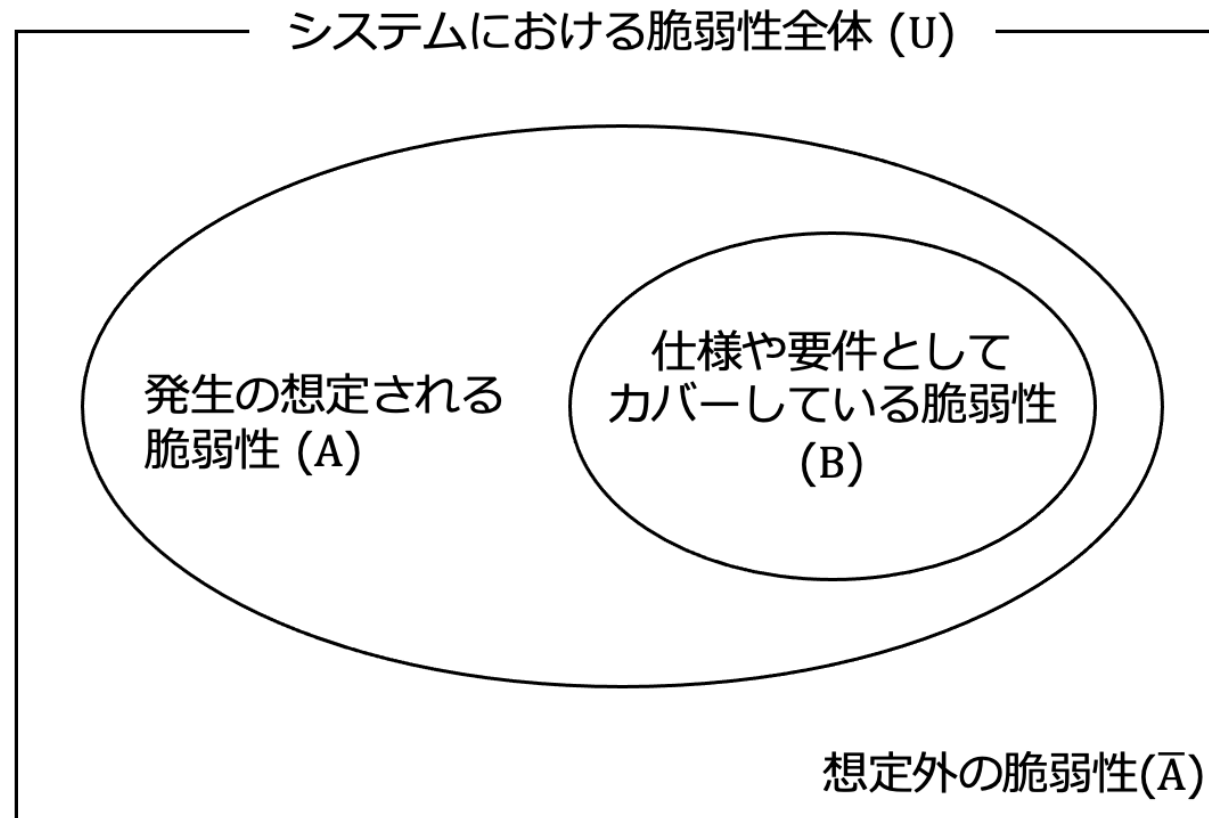 システムにおける脆弱性全体 (U)
発生の想定される
脆弱性 (A)
仕様や要件として
カバーしている脆弱性
(B)
想定外の脆弱性(A̅)